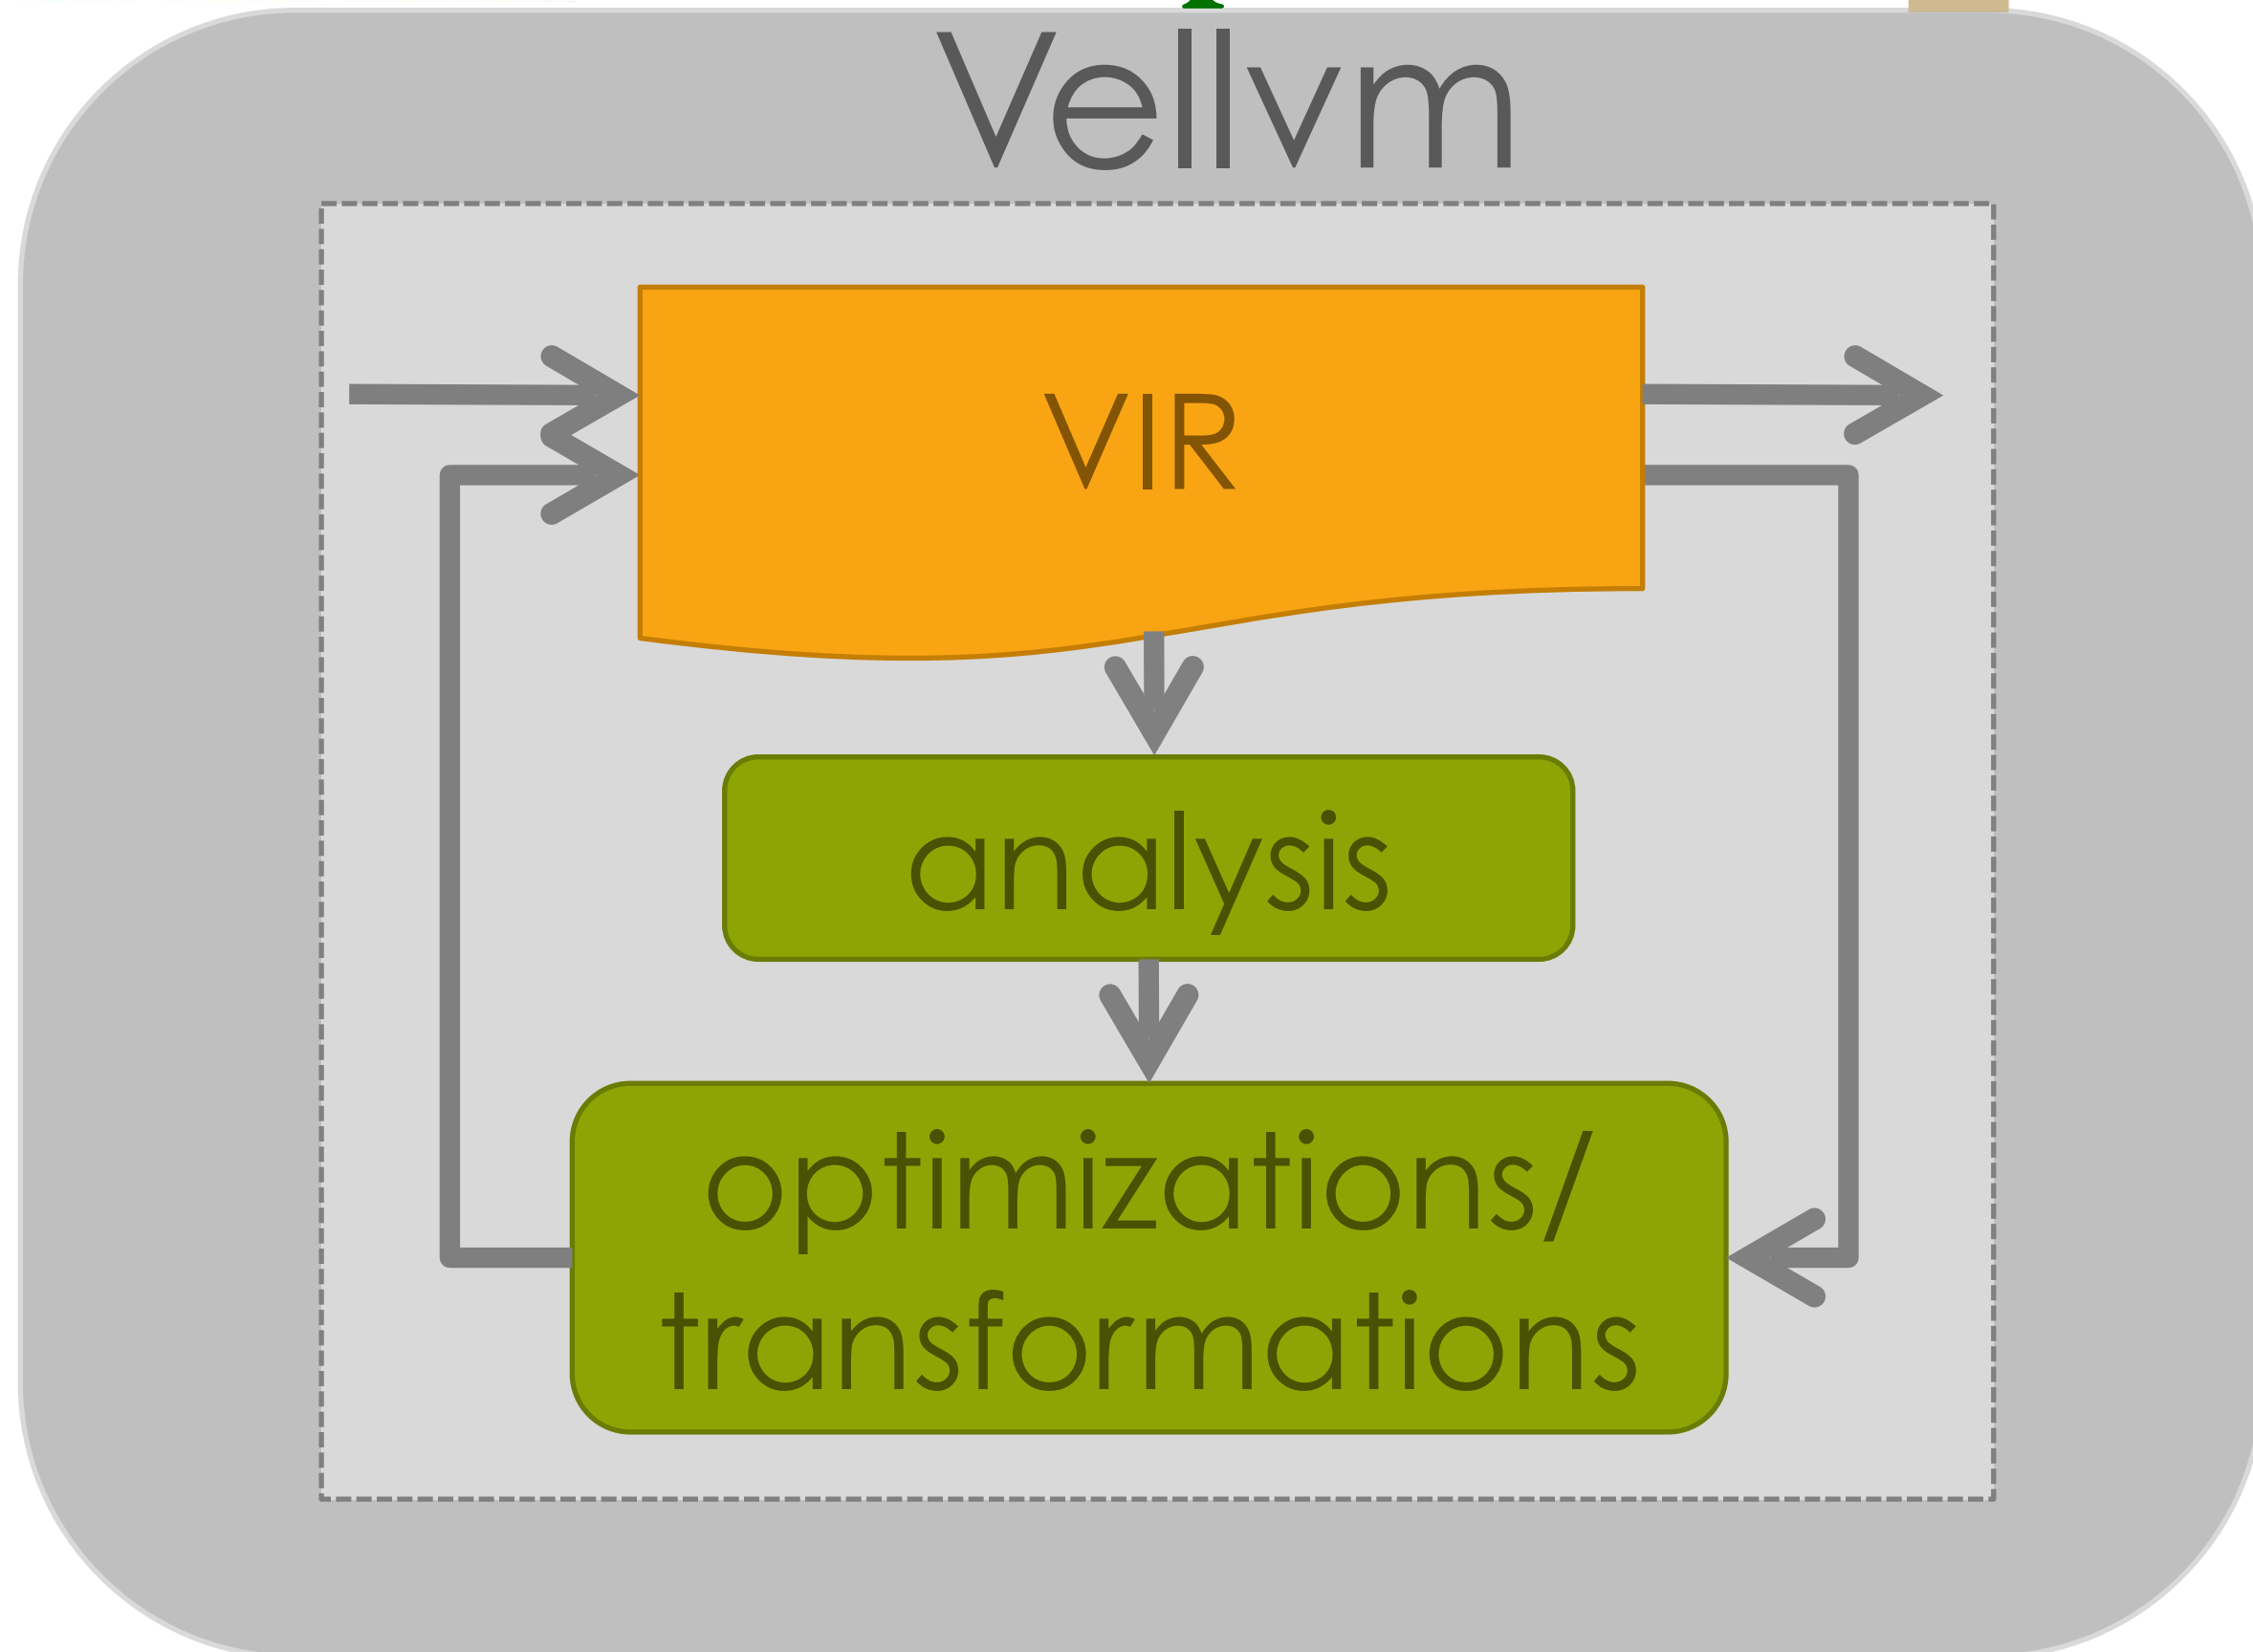 Vellvm
VIR
analysis
optimizations/
transformations